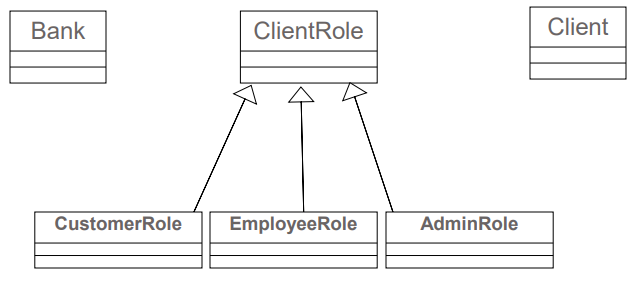 Bank
ClientRole
Client
CustomerRole
EmployeeRole
AdminRole